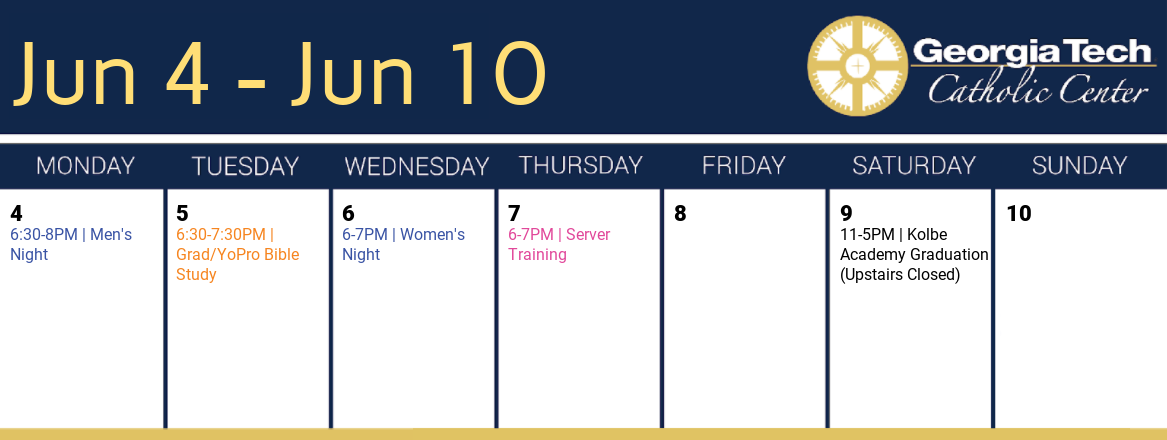 Jun 4 - Jun 10
Georgia Tech
Catholic Center
MONDAY
TUESDAY
WEDNESDAY
THURSDAY
FRIDAY
SATURDAY
SUNDAY
4
6:30-8PM | Men's
Night
5
6:30-7:30PM |
Grad/YoPro Bible
Study
6
6-7PM | Women's
Night
7
6-7PM | Server
Training
8
9
11-5PM | Kolbe
Academy Graduation
(Upstairs Closed)
10